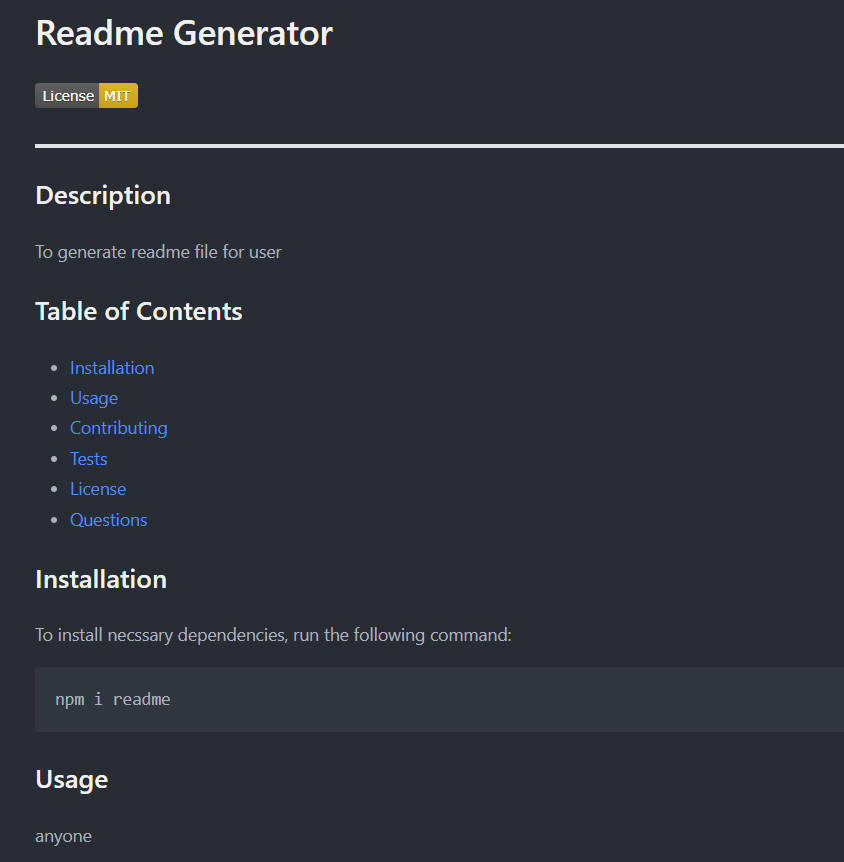 Readme Generator
License MIT
Description
To generate readme file for user
Table of Contents
Installation
Usage
Contributing
Tests
License
Questions
Installation
To install necssary dependencies, run the following command:
npm i readme
Usage
anyone